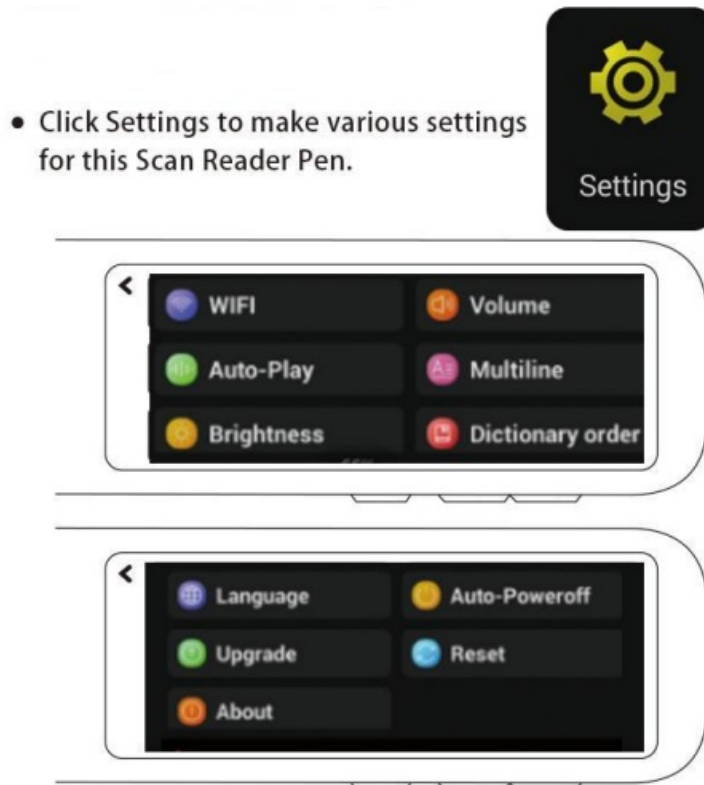 • Click Settings to make various settings
for this Scan Reader Pen.
Settings
WIFI
Volume
Auto-Play
Multiline
Brightness
Dictionary order
Language
Auto-Poweroff
Upgrade
Reset
About